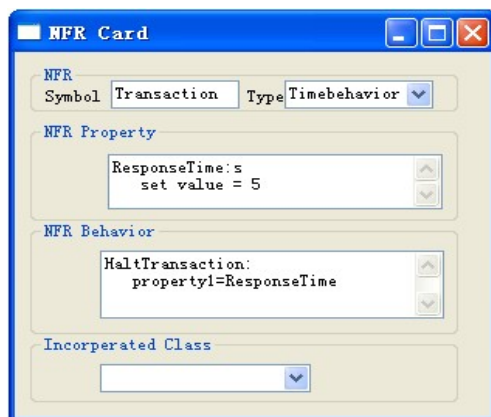 NFR Card
NFR
Symbol Transaction Type Timebehavior
NFR Property
ResponseTime:s
set value = 5
NFR Behavior
HaltTransaction:
property1=ResponseTime
Incorperated Class